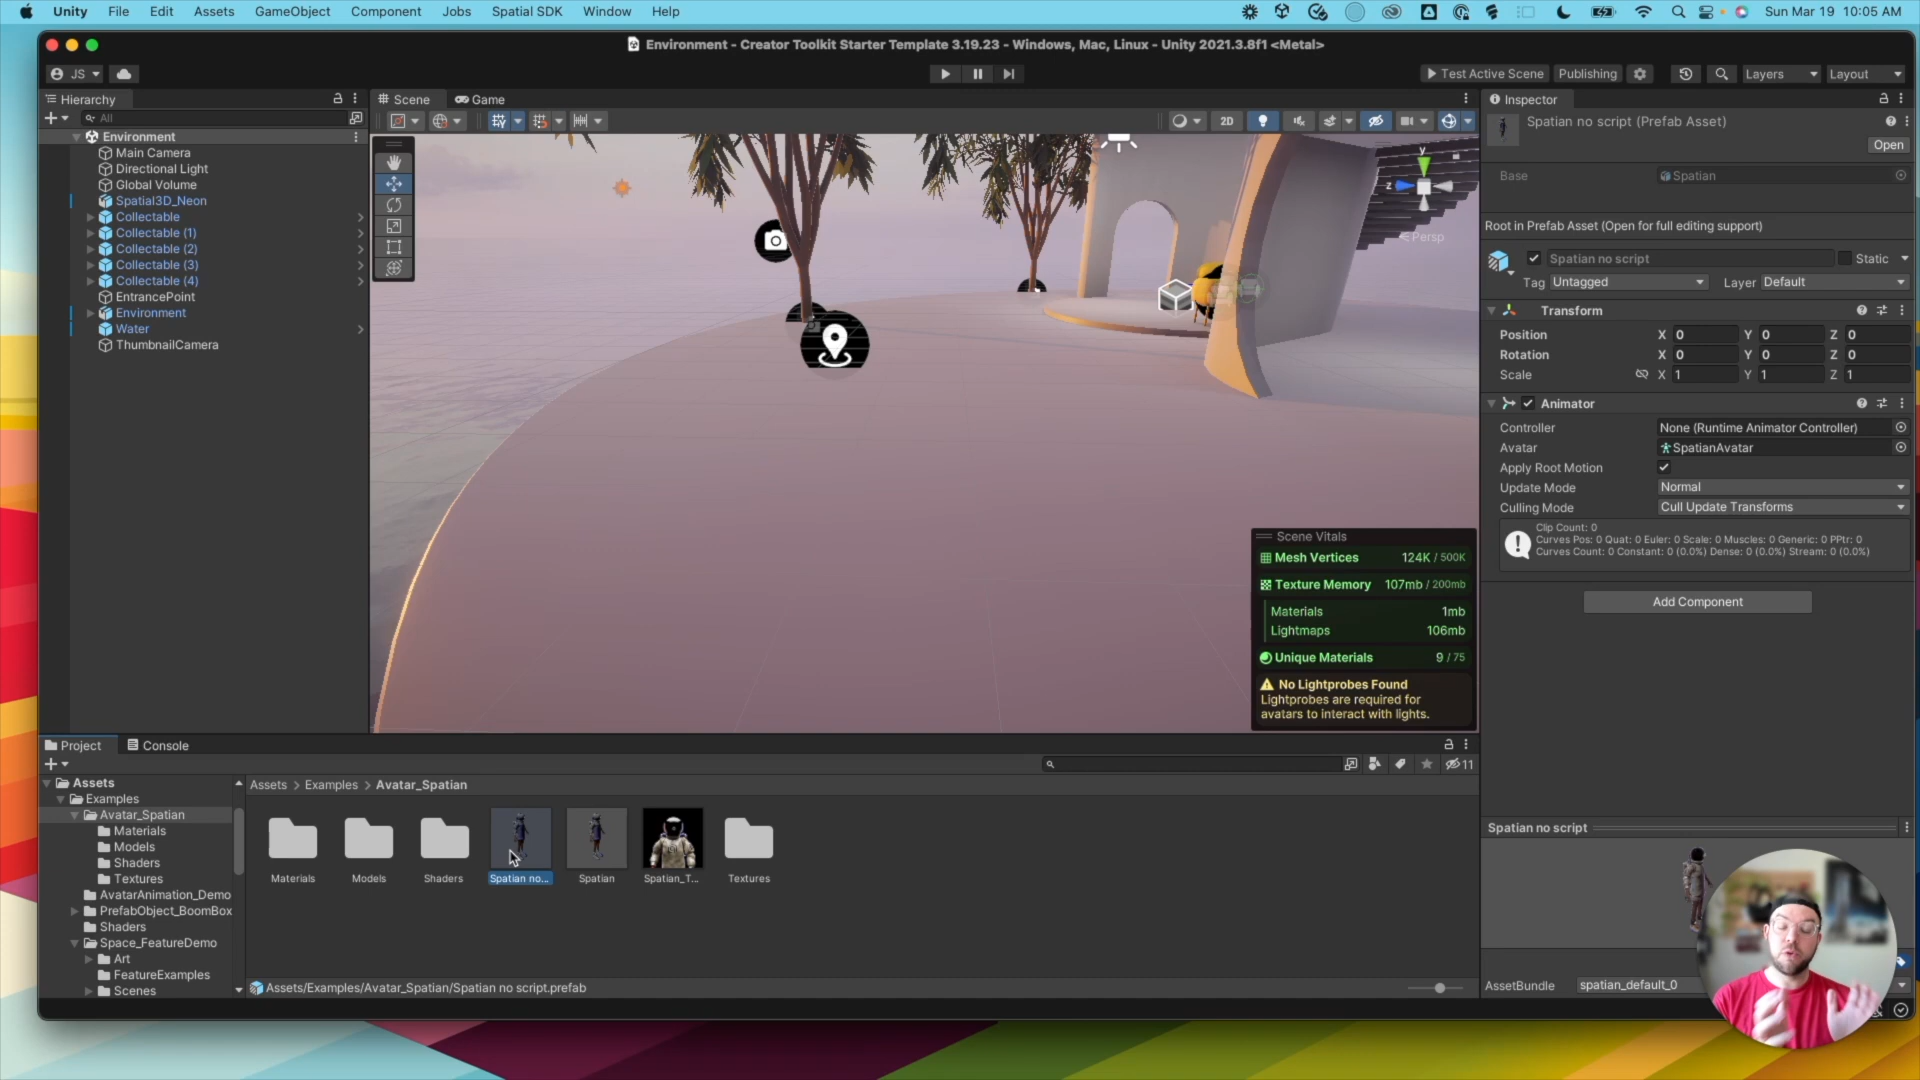 Unity File Edit Assets GameObject Component Jobs Spatial SDK Window Help Sun Mar 19 10:05 AM
Environment - Creator Toolkit Starter Template 3.19.23 - Windows, Mac, Linux - Unity 2021.3.8f1 <Metal>
JS Test Active Scene Publishing Layers Layout
Hierarchy Scene Game Inspector
All 2D
Spatian no script (Prefab Asset)
Open
Environment
Main Camera
Directional Light
Global Volume
Spatial3D_Neon
Collectable
Collectable (1)
Collectable (2)
Collectable (3)
Collectable (4)
EntrancePoint
Environment
Water
ThumbnailCamera
y
z
Persp
Scene Vitals
Mesh Vertices 124K / 500K
Texture Memory 107mb / 200mb
Materials 1mb
Lightmaps 106mb
Unique Materials 9 / 75
No Lightprobes Found
Lightprobes are required for
avatars to interact with lights.
Base Spatian
Root in Prefab Asset (Open for full editing support)
Spatian no script Static
Tag Untagged Layer Default
Transform
Position X 0 Y 0 Z 0
Rotation X 0 Y 0 Z 0
Scale X 1 Y 1 Z 1
Animator
Controller None (Runtime Animator Controller)
Avatar SpatianAvatar
Apply Root Motion
Update Mode Normal
Culling Mode Cull Update Transforms
Clip Count: 0
Curves Pos: 0 Quat: 0 Euler: 0 Scale: 0 Muscles: 0 Generic: 0 PPtr: 0
Curves Count: 0 Constant: 0 (0.0%) Dense: 0 (0.0%) Stream: 0 (0.0%)
Add Component
Project Console
11
Assets
Examples
Avatar_Spatian
Materials
Models
Shaders
Textures
AvatarAnimation_Demo
PrefabObject_BoomBox
Shaders
Space_FeatureDemo
Art
FeatureExamples
Scenes
Assets > Examples > Avatar_Spatian
Materials Models Shaders Spatian no... Spatian Spatian_T... Textures
Assets/Examples/Avatar_Spatian/Spatian no script.prefab
Spatian no script
AssetBundle spatian_default_0